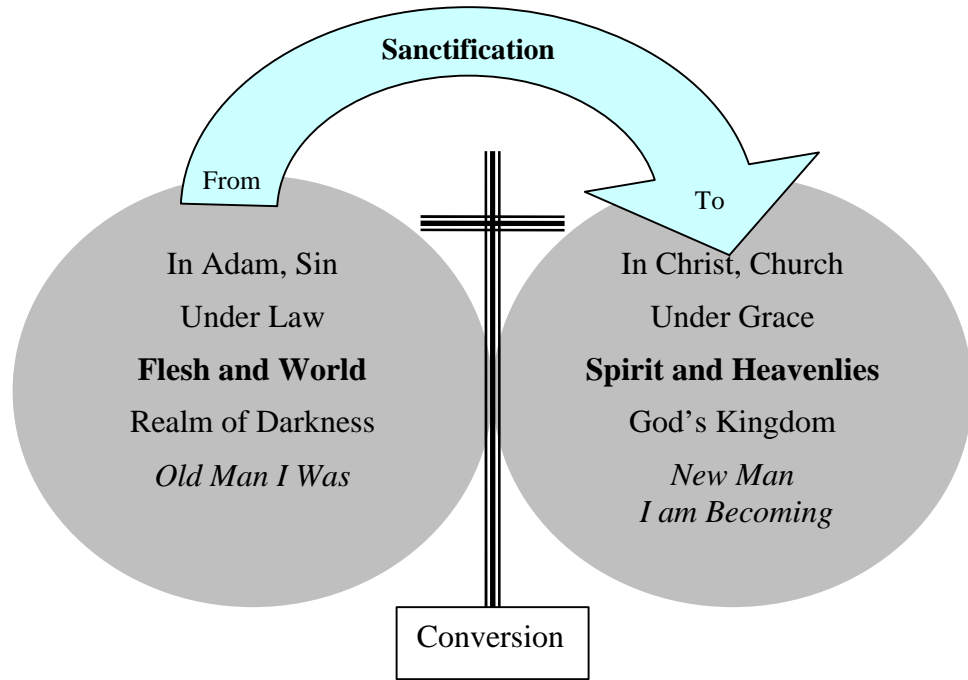 Sanctification
From
To
In Adam, Sin
Under Law
Flesh and World
Realm of Darkness
Old Man I Was
In Christ, Church
Under Grace
Spirit and Heavenlies
God’s Kingdom
New Man
I am Becoming
Conversion